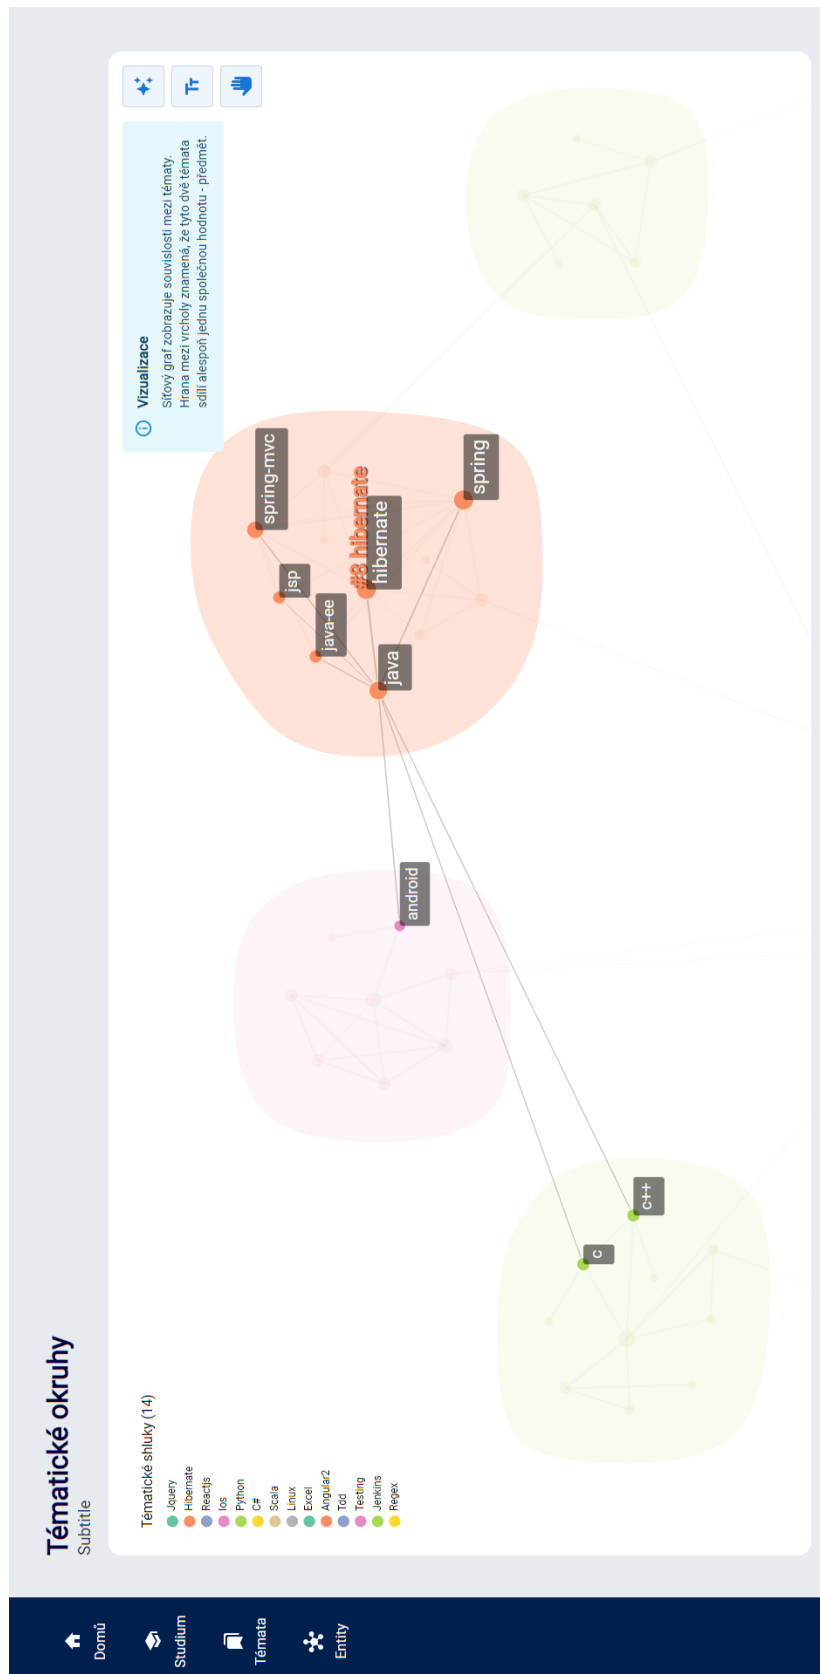 Domů
Studium
Témata
Entity
Tématické okruhy
Subtitle
Tématické shluky (14)
Jquery
Hibernate
Reactjs
Ios
Python
C#
Scala
Linux
Excel
Angular2
Tdd
Testing
Jenkins
Regex
Vizualizace
Síťový graf zobrazuje souvislosti mezi tématy.
Hrana mezi vrcholy znamená, že tyto dvě témata
sdílí alespoň jednu společnou hodnotu - předmět.
Tт
spring-mvc
jsp
java-ee
#8 hibernate
hibernate
java
spring
android
c
c++